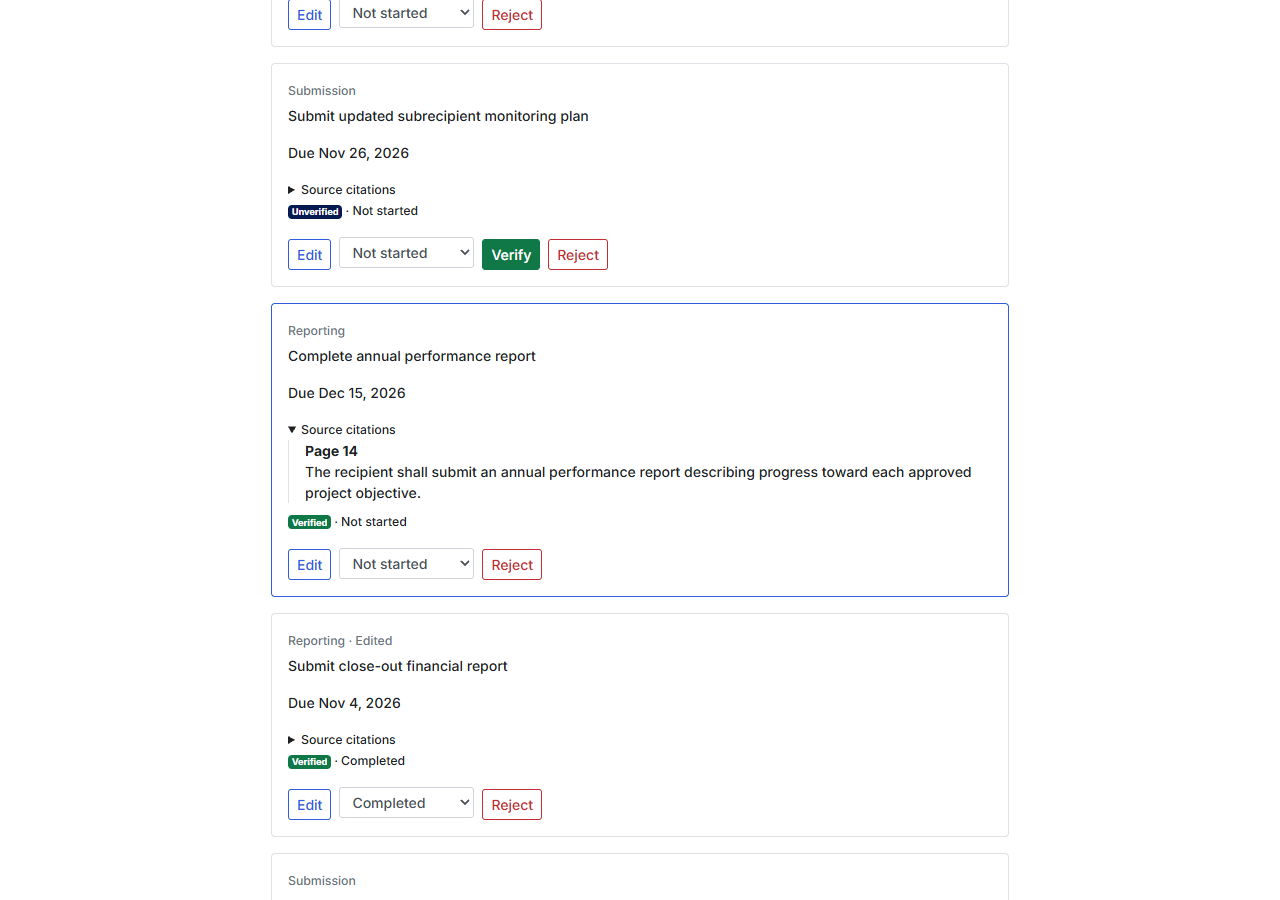 Edit Not started Reject
Submission
Submit updated subrecipient monitoring plan
Due Nov 26, 2026
Source citations
Unverified · Not started
Edit Not started Verify Reject
Reporting
Complete annual performance report
Due Dec 15, 2026
Source citations
Page 14
The recipient shall submit an annual performance report describing progress toward each approved
project objective.
Verified · Not started
Edit Not started Reject
Reporting · Edited
Submit close-out financial report
Due Nov 4, 2026
Source citations
Verified · Completed
Edit Completed Reject
Submission